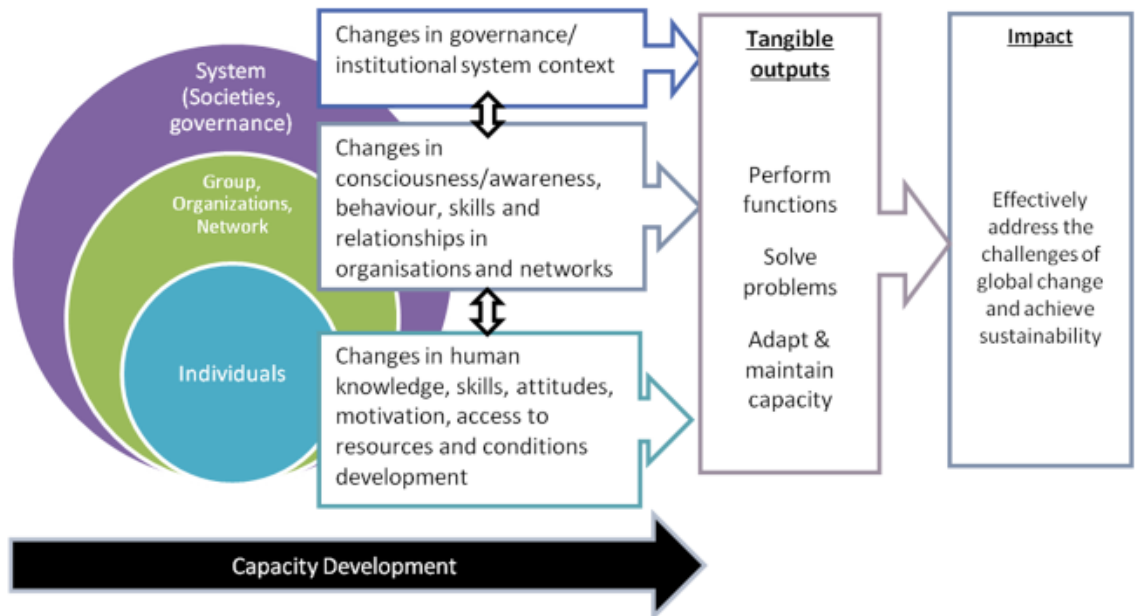 System
(Societies,
governance)
Group,
Organizations,
Network
Individuals
Changes in governance/
institutional system context
Changes in
consciousness/awareness,
behaviour, skills and
relationships in
organisations and networks
Changes in human
knowledge, skills, attitudes,
motivation, access to
resources and conditions
development
Tangible
outputs
Perform
functions
Solve
problems
Adapt &
maintain
capacity
Impact
Effectively
address the
challenges of
global change
and achieve
sustainability
Capacity Development